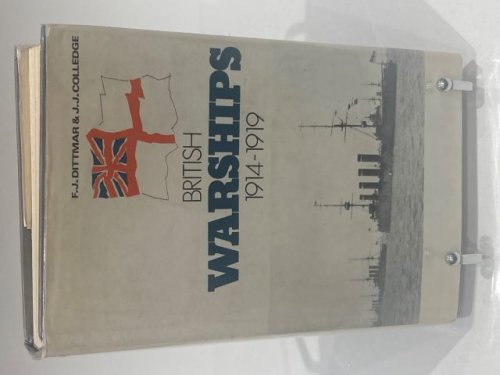 F.J. DITTMAR & J.J. COLLEDGE
BRITISH
WARSHIPS
1914-1919